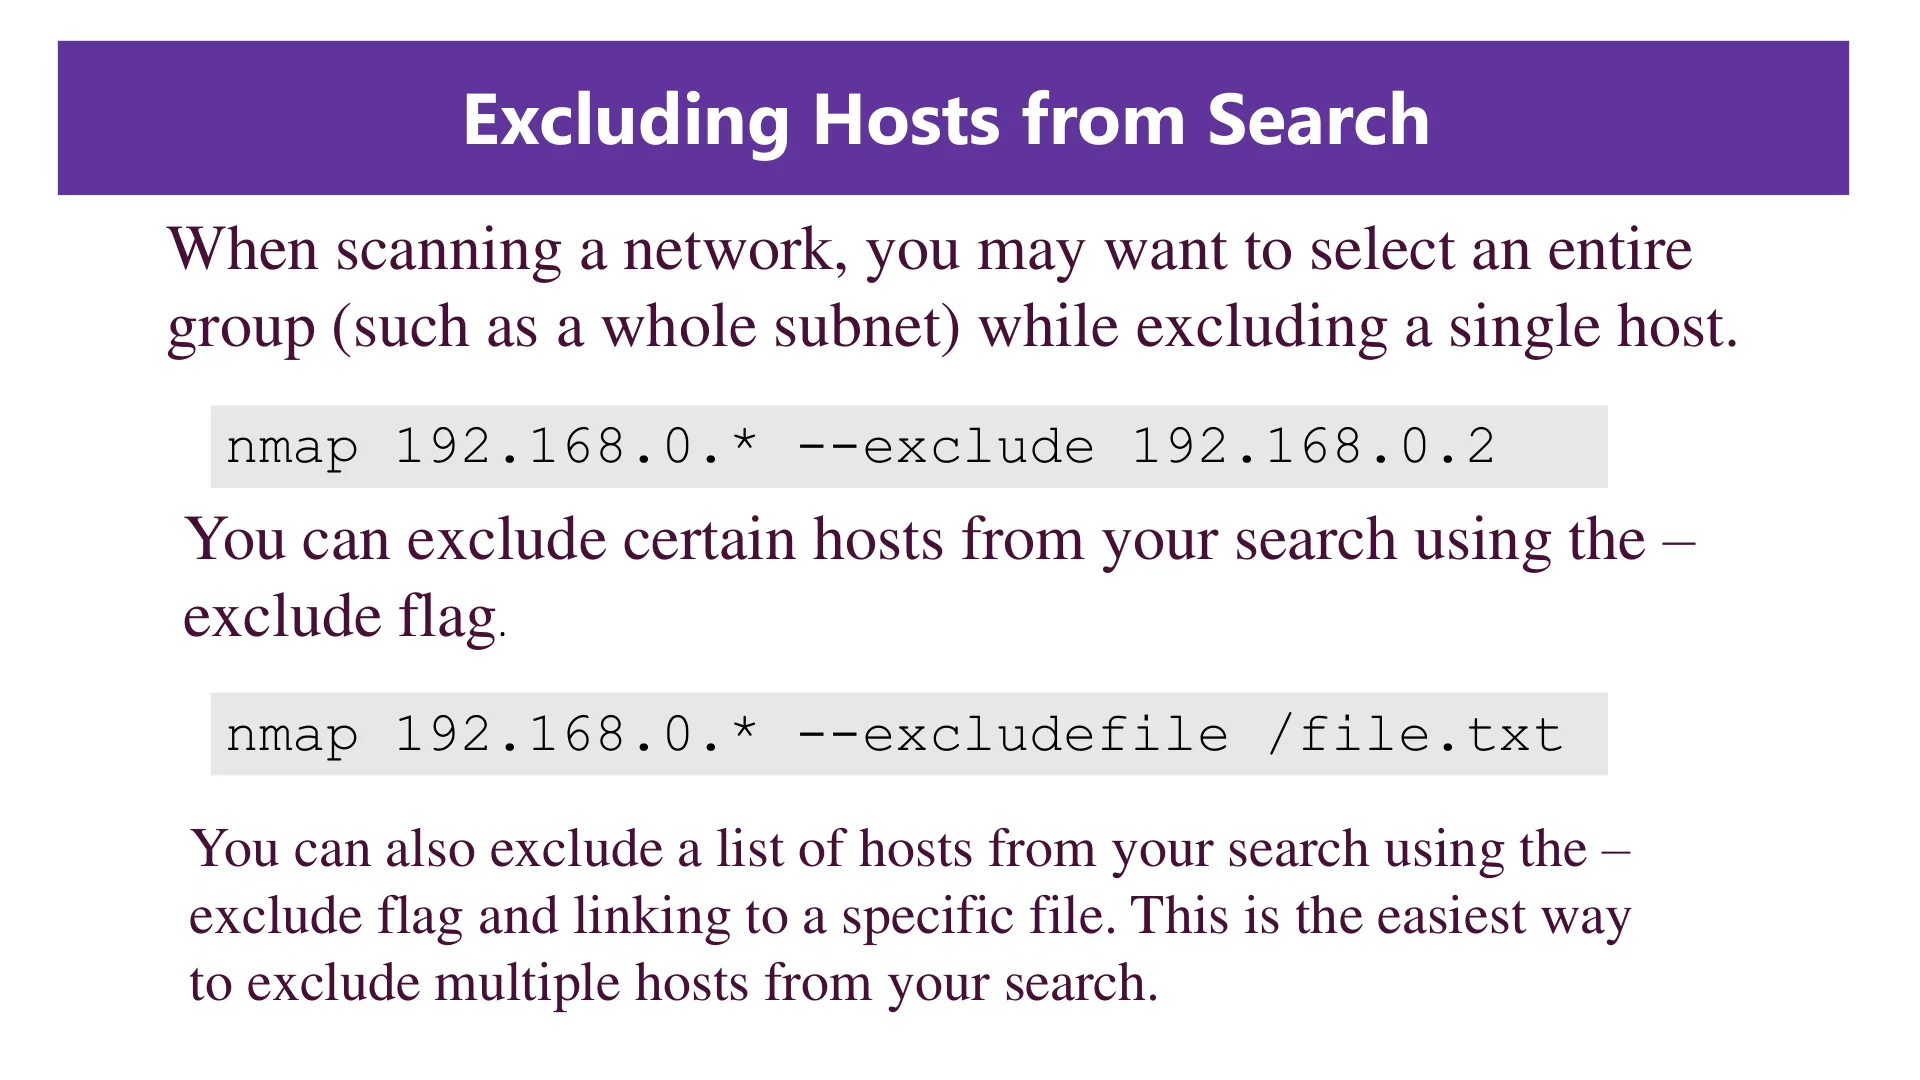 Excluding Hosts from Search
When scanning a network, you may want to select an entire
group (such as a whole subnet) while excluding a single host.
nmap 192.168.0.* --exclude 192.168.0.2
You can exclude certain hosts from your search using the –
exclude flag.
nmap 192.168.0.* --excludefile /file.txt
You can also exclude a list of hosts from your search using the –
exclude flag and linking to a specific file. This is the easiest way
to exclude multiple hosts from your search.